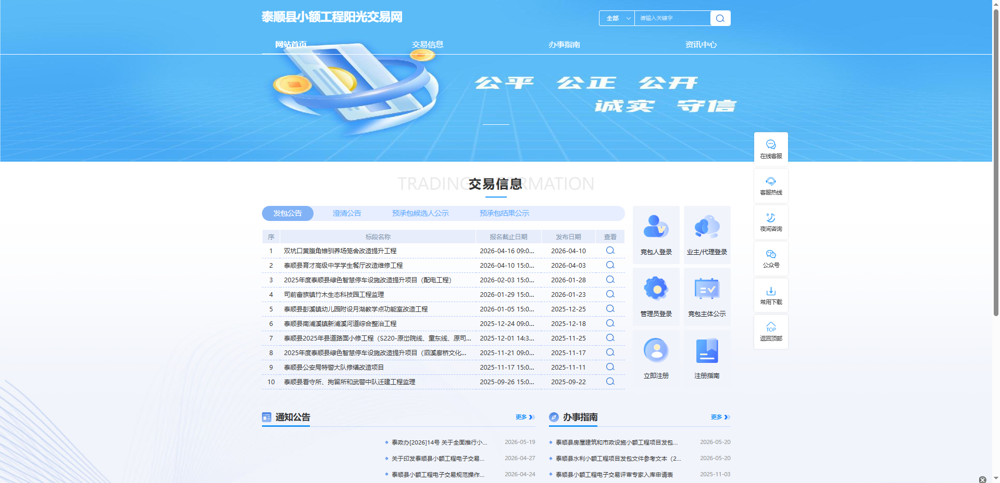 泰顺县小额工程阳光交易网
全部 请输入关键字
网站首页 交易信息 办事指南 资讯中心
公平 公正 公开
诚实 守信
在线客服
客服热线
夜间咨询
公众号
常用下载
TOP
返回顶部
TRADING INFORMATION
交易信息
发包公告 澄清公告 预承包候选人公示 预承包结果公示
序 标段名称 报名截止日期 发布日期 查看
1 双坑口黄腹角雉驯养场笼舍改造提升工程 2026-04-16 09:0... 2026-04-10
2 泰顺县育才高级中学学生餐厅改造维修工程 2026-04-10 15:0... 2026-04-03
3 2025年度泰顺县绿色智慧停车设施改造提升项目（配电工程） 2026-02-03 15:0... 2026-01-28
4 司前畲族镇竹木生态科技园工程监理 2026-01-29 15:0... 2026-01-23
5 泰顺县彭溪镇幼儿园附设月湖教学点功能室改造工程 2026-01-05 15:0... 2025-12-25
6 泰顺县南浦溪镇新浦溪河道综合整治工程 2025-12-24 09:0... 2025-12-18
7 泰顺县2025年县道路面小修工程（S220-原岱院线、童东线、原司... 2025-12-01 14:3... 2025-11-25
8 2025年度泰顺县绿色智慧停车设施改造提升项目（泗溪廊桥文化... 2025-11-21 09:0... 2025-11-17
9 泰顺县公安局特警大队修缮改造项目 2025-11-17 15:0... 2025-11-11
10 泰顺县看守所、拘留所和武警中队迁建工程监理 2025-09-26 15:0... 2025-09-22
竞包人登录 业主/代理登录
管理员登录 竞包主体公示
立即注册 注册指南
通知公告 更多
泰政办[2026]14号 关于全面推行小... 2026-05-19
关于印发泰顺县小额工程电子交易... 2026-04-27
泰顺县小额工程电子交易规范操作... 2026-04-24
办事指南 更多
泰顺县房屋建筑和市政设施小额工程项目发包... 2026-05-20
泰顺县水利小额工程项目发包文件参考文本（2... 2026-05-20
泰顺县小额工程电子交易评审专家入库申请表 2025-11-03